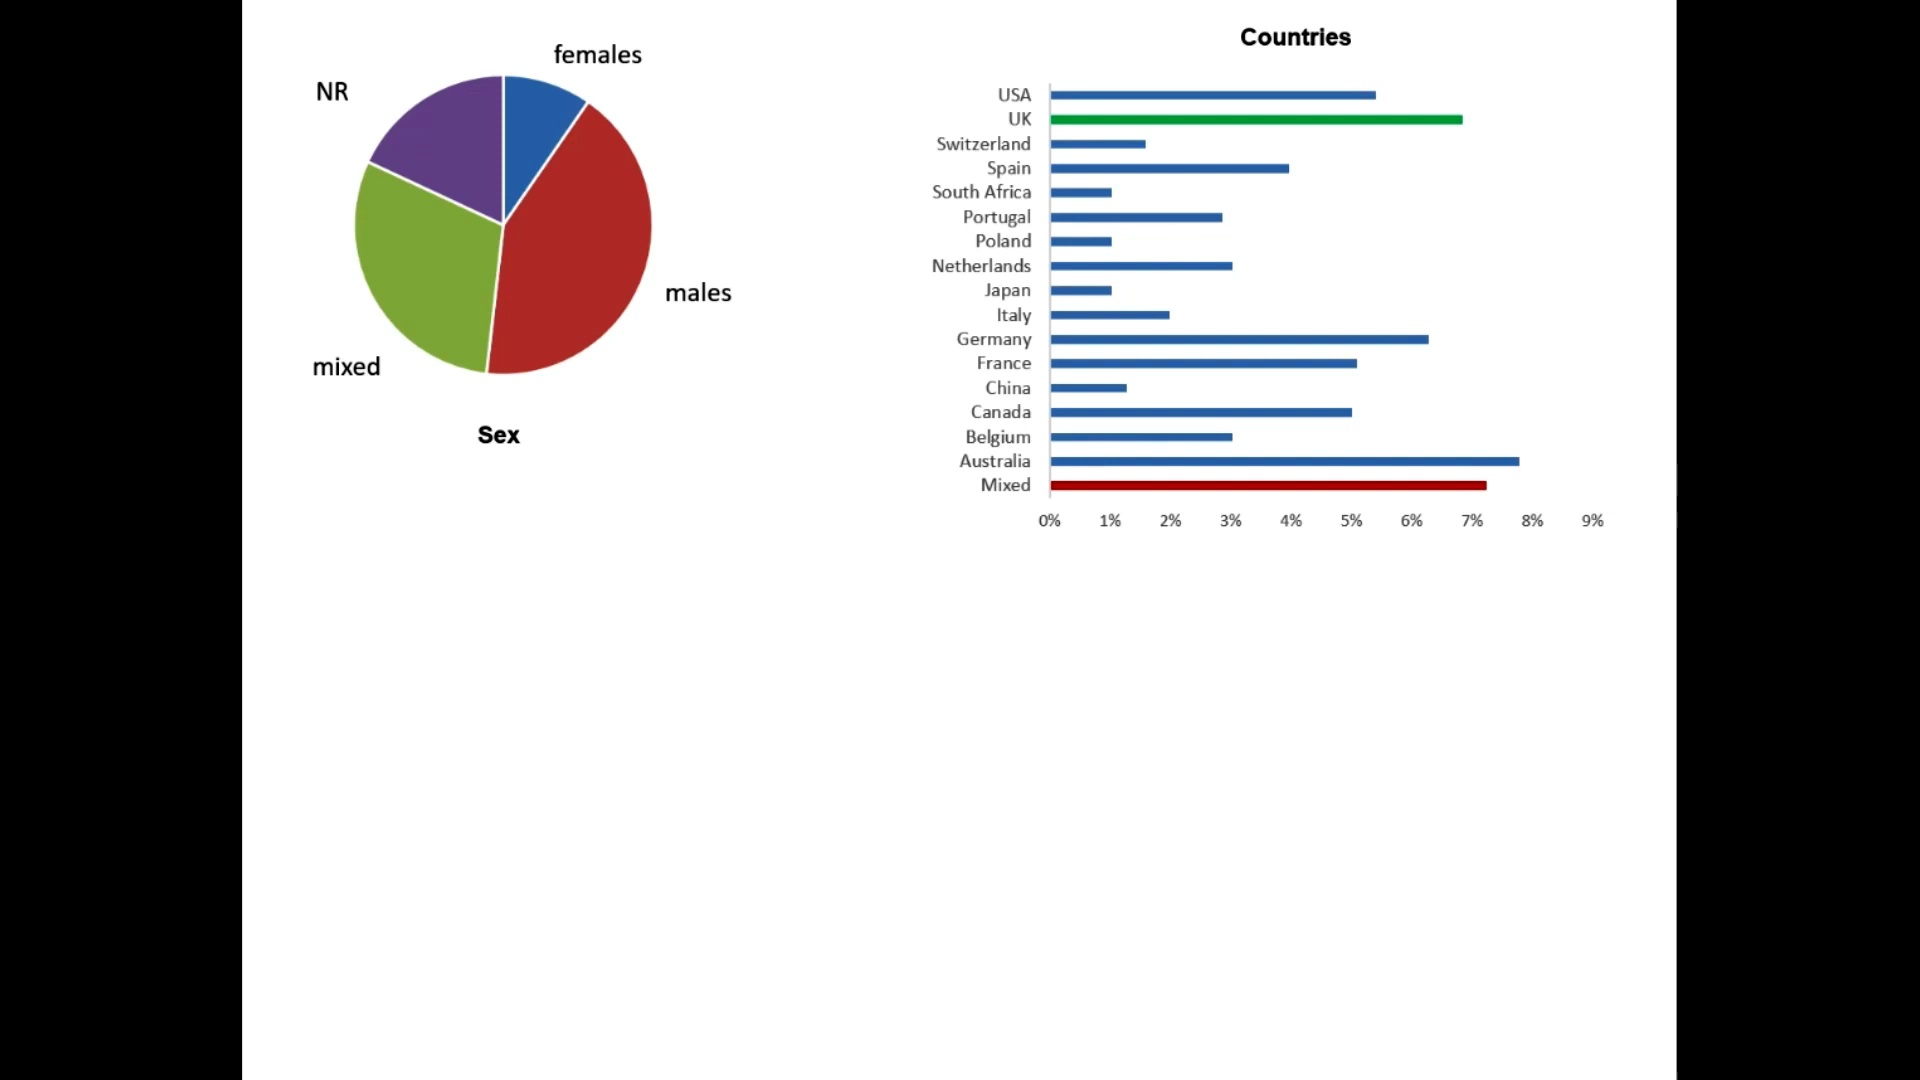 females
NR
males
mixed
Sex
Countries
USA
UK
Switzerland
Spain
South Africa
Portugal
Poland
Netherlands
Japan
Italy
Germany
France
China
Canada
Belgium
Australia
Mixed
0% 1% 2% 3% 4% 5% 6% 7% 8% 9%